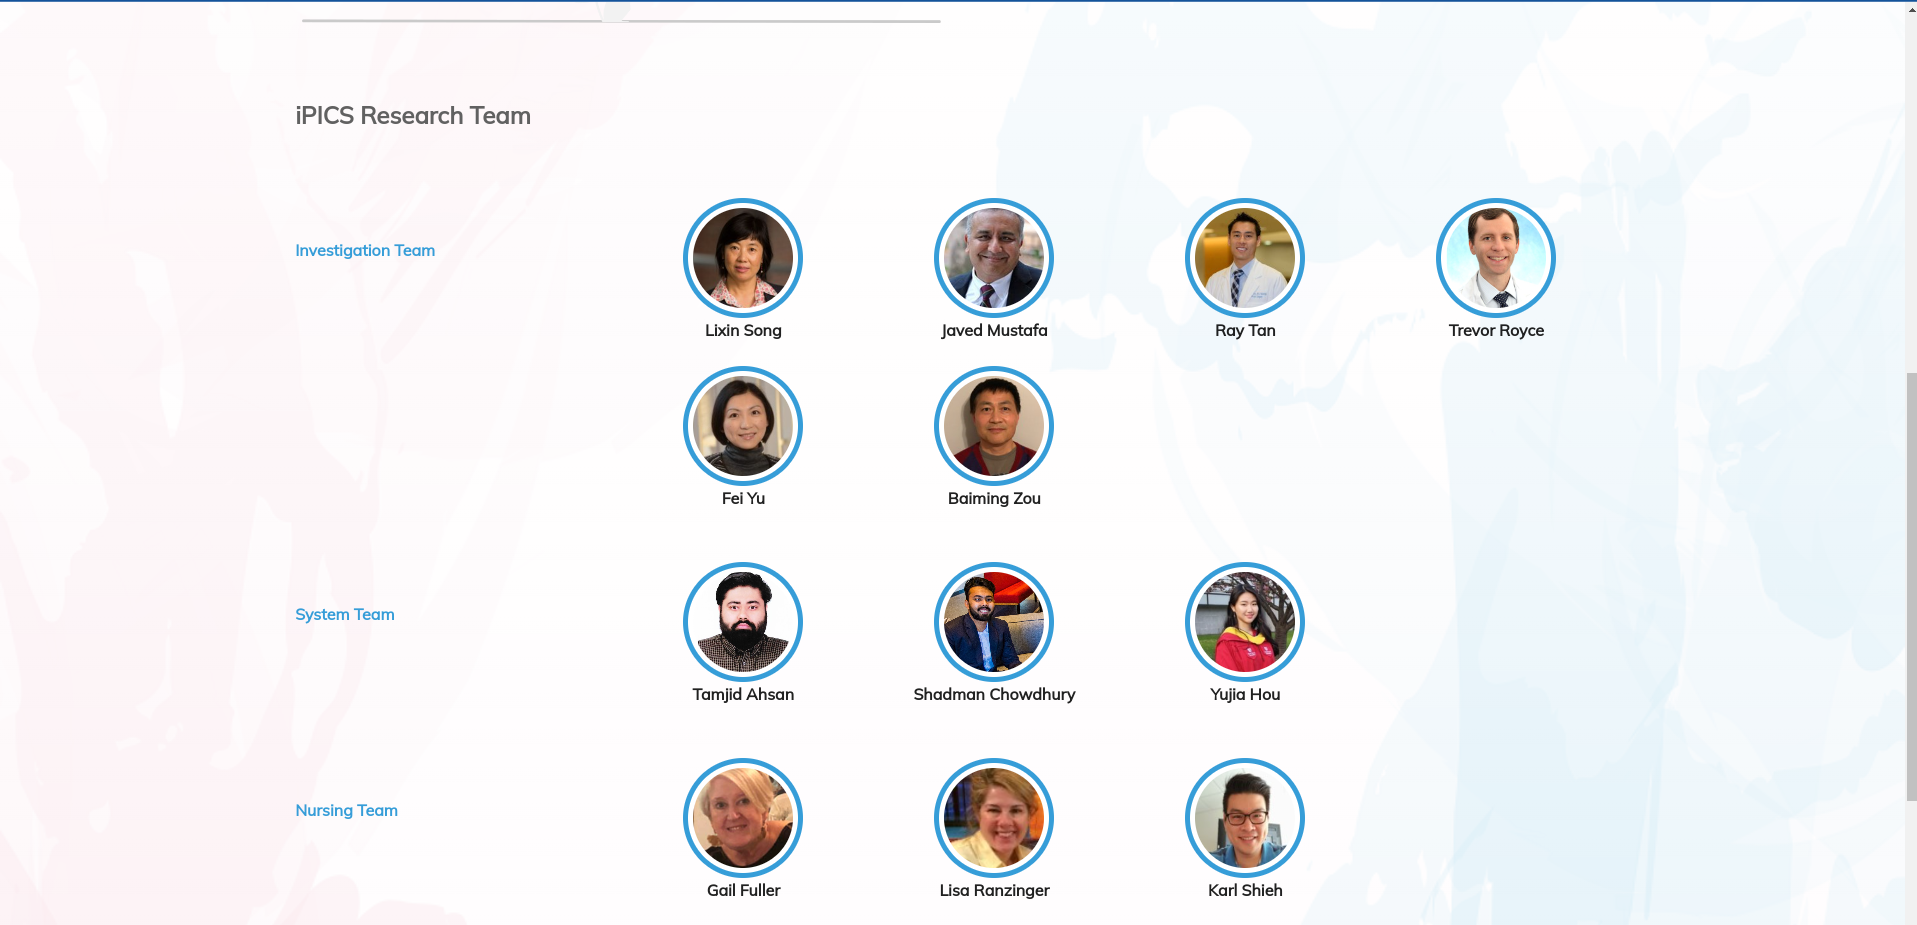 iPICS Research Team
Investigation Team
Lixin Song
Javed Mustafa
Ray Tan
Trevor Royce
Fei Yu
Baiming Zou
System Team
Tamjid Ahsan
Shadman Chowdhury
Yujia Hou
Nursing Team
Gail Fuller
Lisa Ranzinger
Karl Shieh